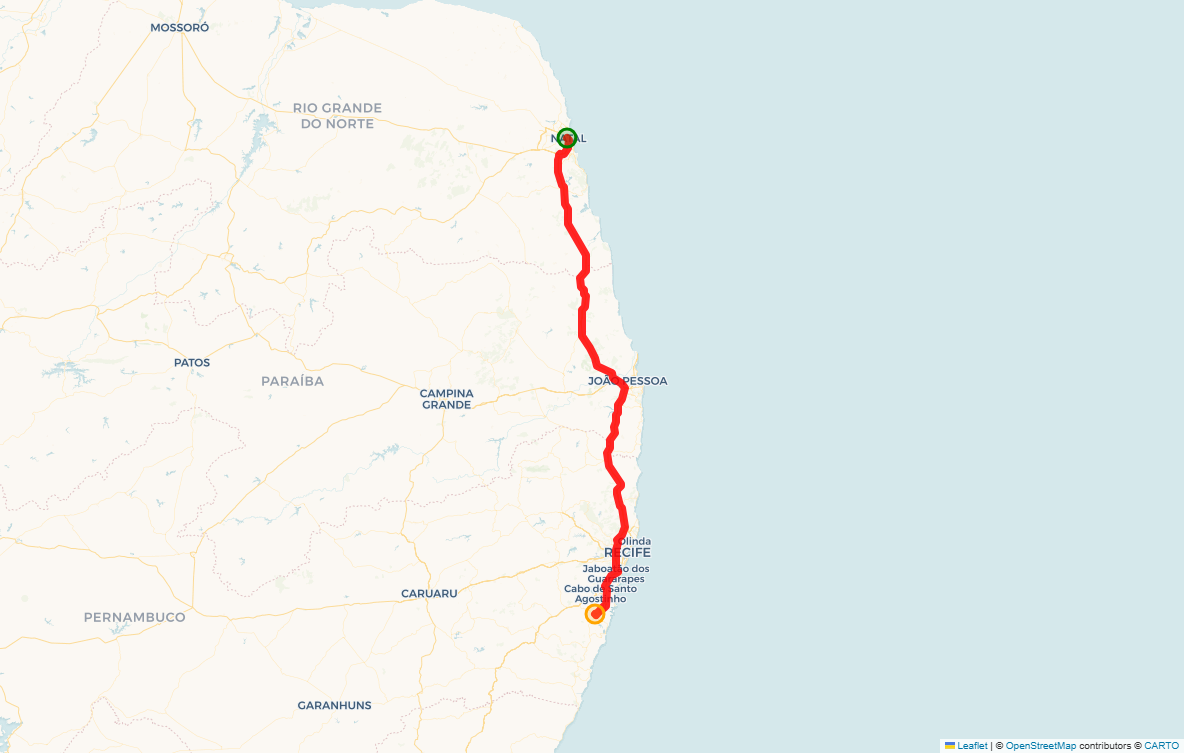 MOSSORÓ
RIO GRANDE
DO NORTE
NATAL
PATOS
PARAÍBA
JOÃO PESSOA
CAMPINA
GRANDE
Olinda
RECIFE
Jaboatão dos
Guararapes
Cabo de Santo
Agostinho
CARUARU
PERNAMBUCO
GARANHUNS
Leaflet | © OpenStreetMap contributors © CARTO